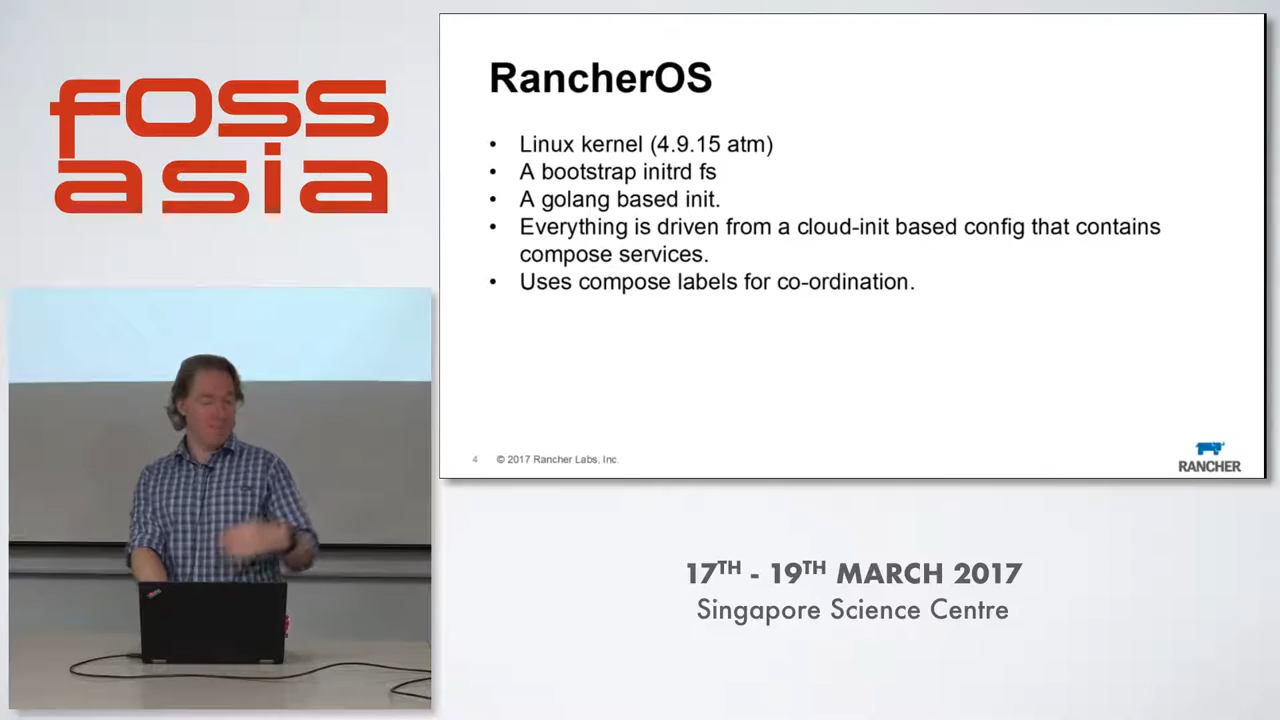 foss
asia
RancherOS
• Linux kernel (4.9.15 atm)
• A bootstrap initrd fs
• A golang based init.
• Everything is driven from a cloud-init based config that contains
compose services.
• Uses compose labels for co-ordination.
4 © 2017 Rancher Labs, Inc.
RANCHER
17TH - 19TH MARCH 2017
Singapore Science Centre